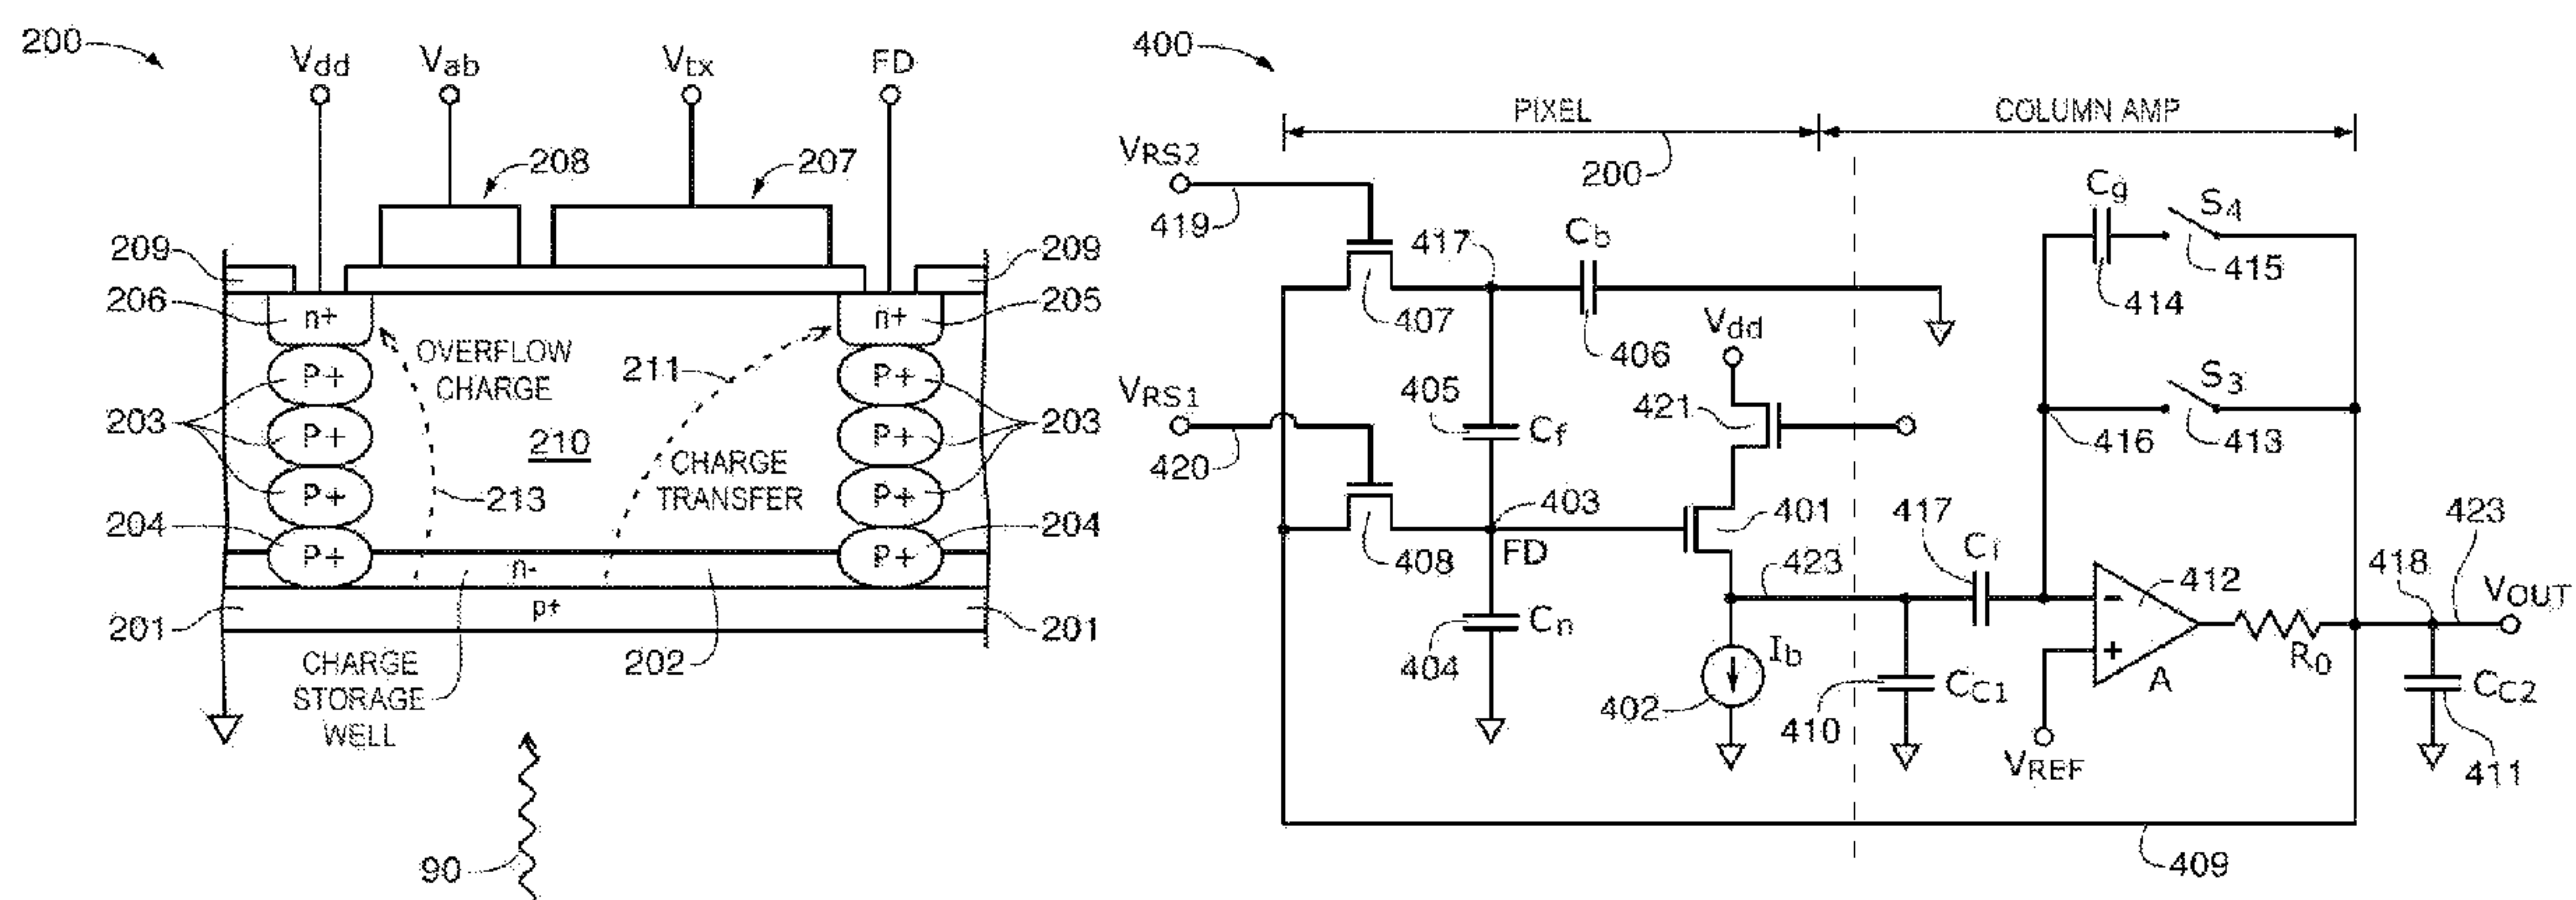 200
Vdd
Vab
Vtx
FD
208
207
209
209
206
n+
n+
205
OVERFLOW
CHARGE
211
P+
P+
203
P+
210
P+
203
CHARGE
TRANSFER
P+
213
P+
204
P+
P+
204
n-
201
p+
201
CHARGE
STORAGE
WELL
202
90
400
PIXEL
COLUMN AMP
200
VRS2
419
407
417
Cb
406
Cg
414
S4
415
Vdd
VRS1
420
405
Cf
421
S3
416
413
408
403
FD
401
423
417
Ci
412
418
423
VOUT
404
Cn
402
Ib
410
CC1
A
R0
CC2
411
VREF
409